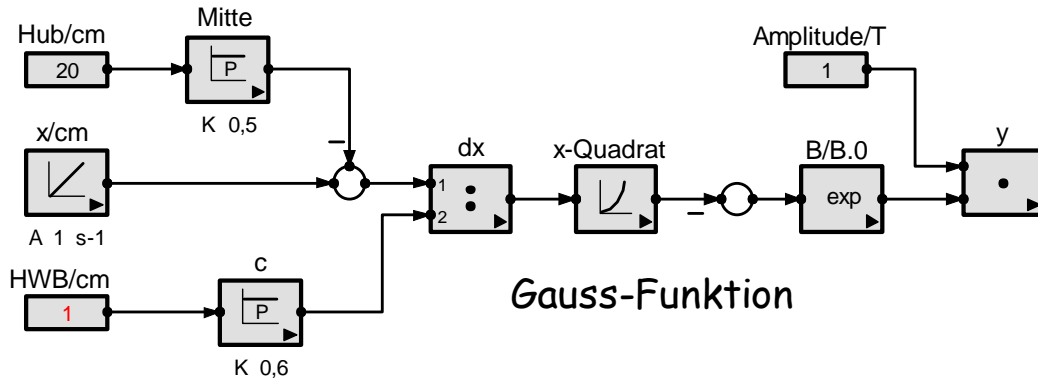 Mitte
Hub/cm
20
P
K 0,5
Amplitude/T
1
x/cm
A 1 s-1
–
dx
1
2
:
x-Quadrat
–
B/B.0
exp
y
HWB/cm
1
c
P
K 0,6
Gauss-Funktion